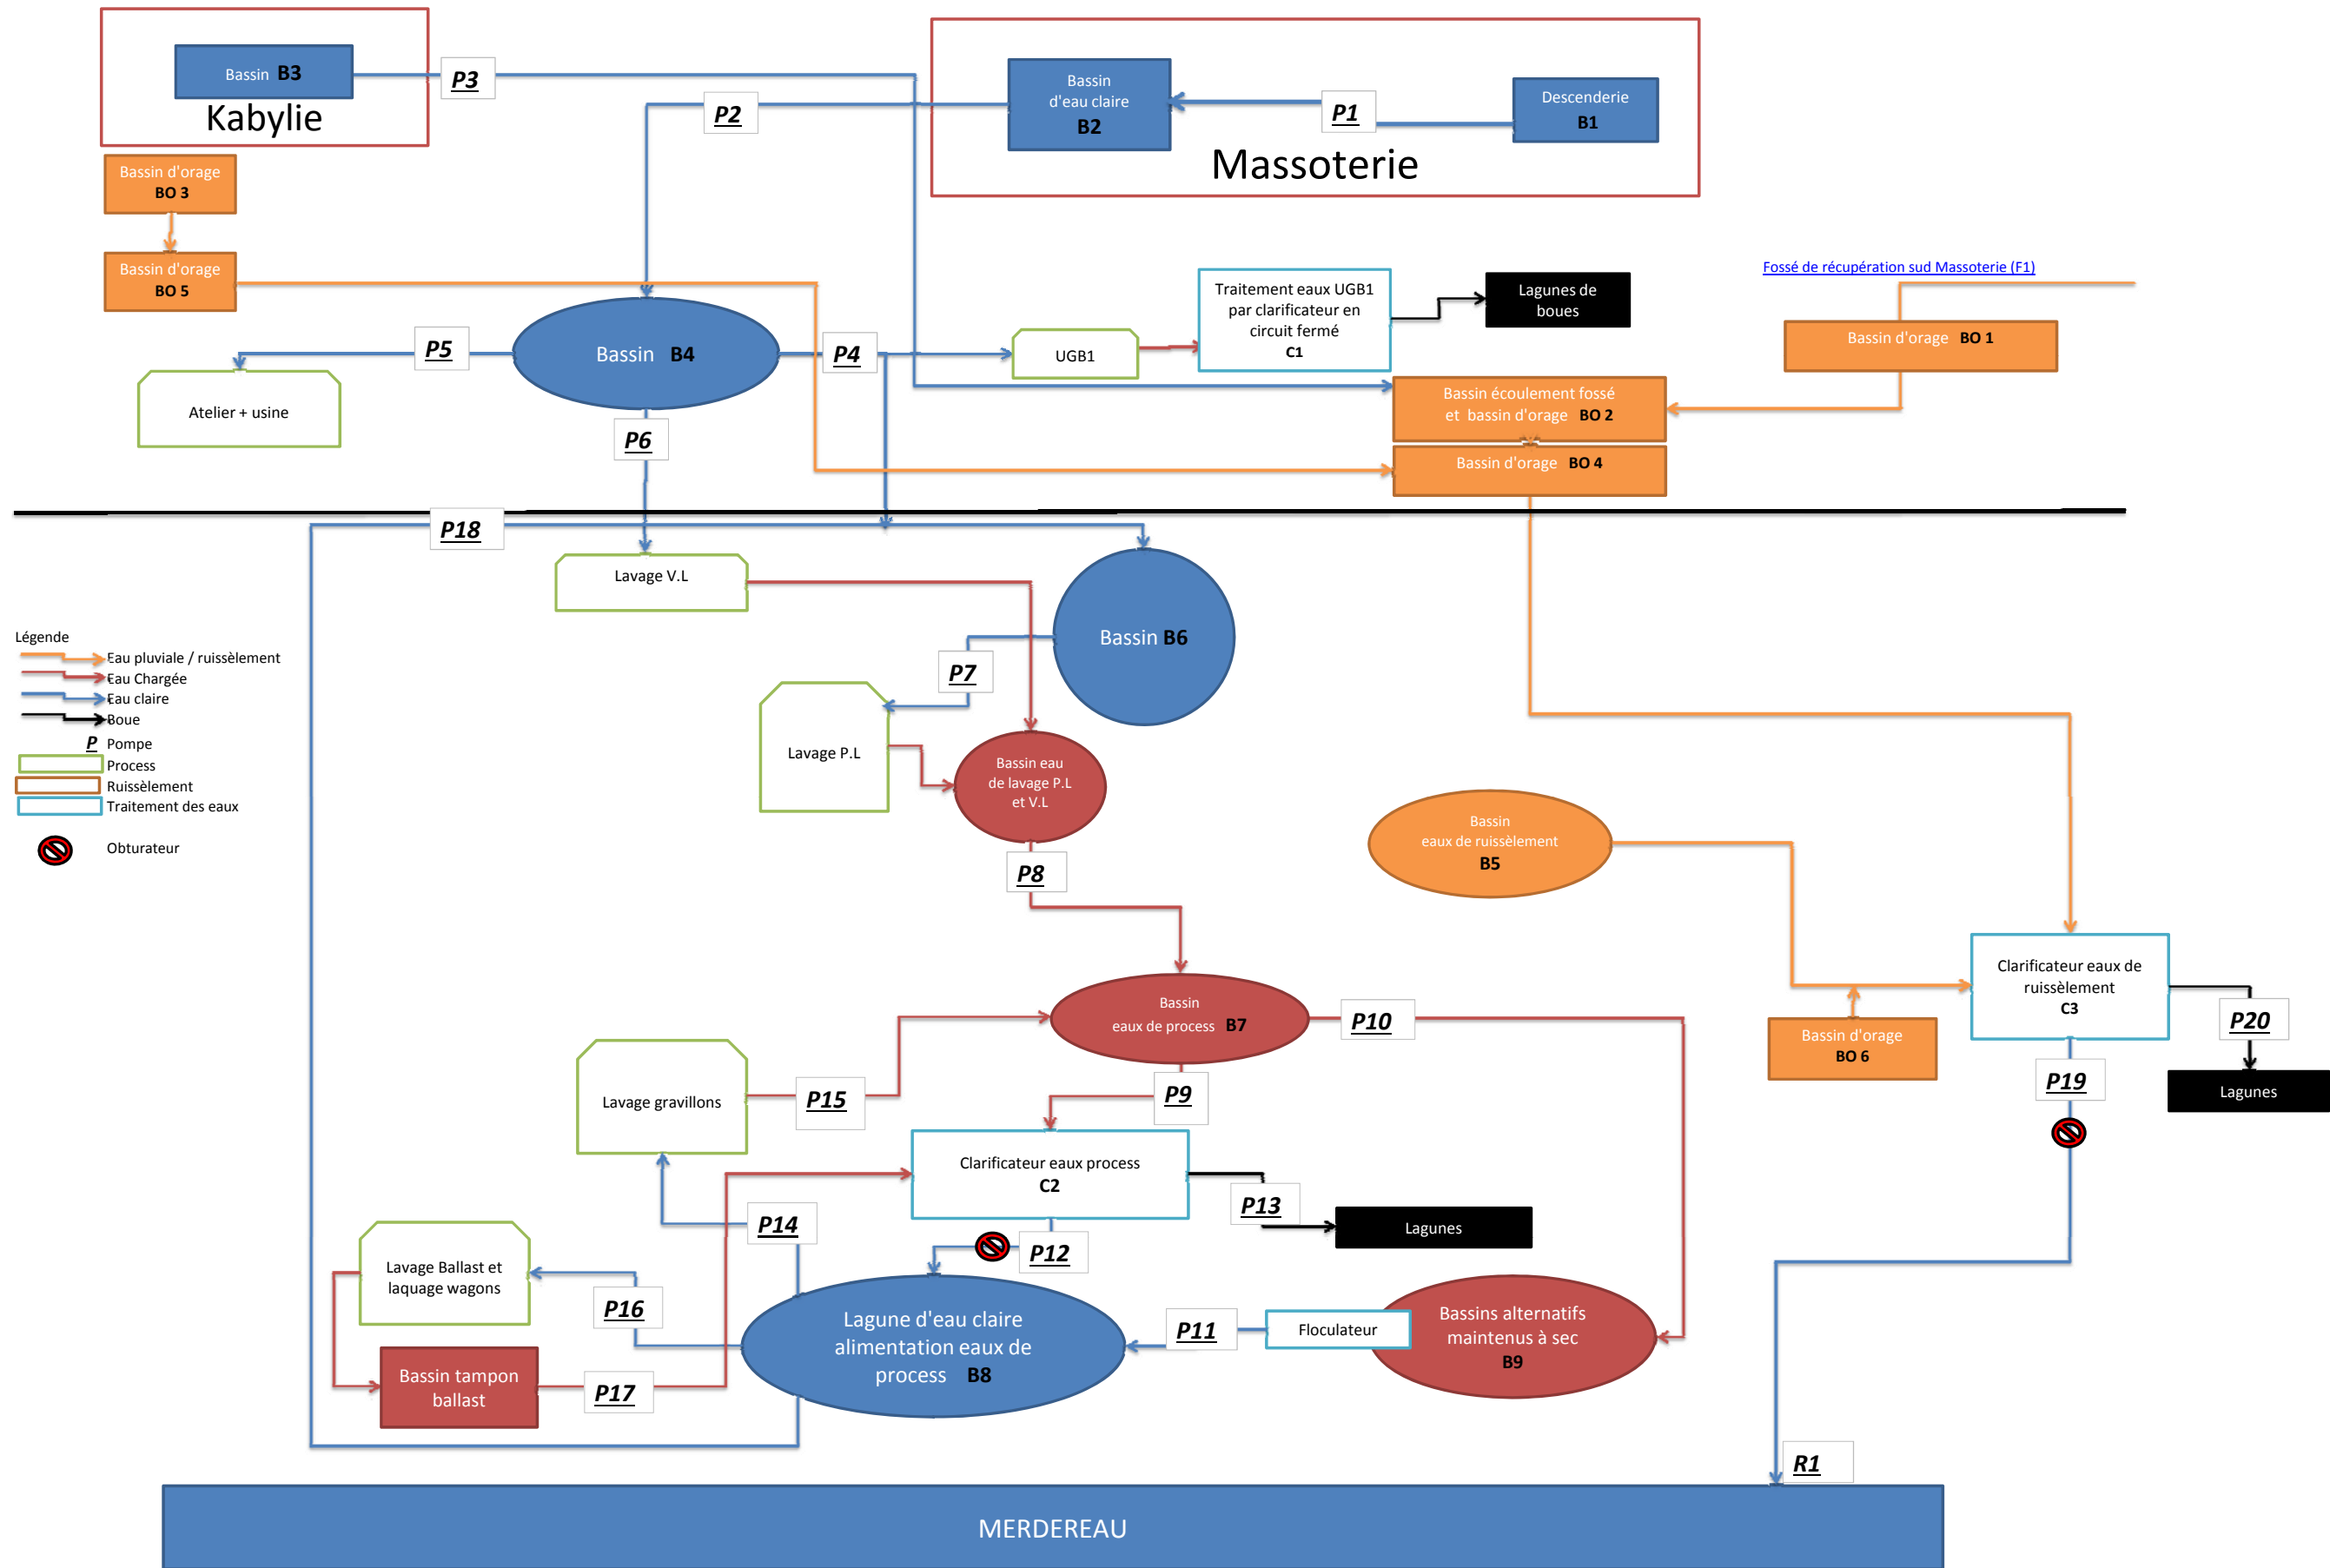 Bassin B3
Kabylie
P3
P2
Bassin
d'eau claire
B2
P1
Descenderie
B1
Massoterie
Bassin d'orage
BO 3
Bassin d'orage
BO 5
Fossé de récupération sud Massoterie (F1)
Traitement eaux UGB1
par clarificateur en
circuit fermé
C1
Lagunes de
boues
Bassin d'orage BO 1
P5
Bassin B4
P4
UGB1
Atelier + usine
Bassin écoulement fossé
et bassin d'orage BO 2
P6
Bassin d'orage BO 4
P18
Lavage V.L
Bassin B6
Légende
Eau pluviale / ruissèlement
Eau Chargée
Eau claire
Boue
P Pompe
Process
Ruissèlement
Traitement des eaux
Obturateur
P7
Lavage P.L
Bassin eau
de lavage P.L
et V.L
P8
Bassin
eaux de ruissèlement
B5
Clarificateur eaux de
ruissèlement
C3
Bassin
eaux de process B7
P10
P20
Bassin d'orage
BO 6
P19
Lagunes
Lavage gravillons
P15
P9
Clarificateur eaux process
C2
P13
Lagunes
P14
P12
Lavage Ballast et
laquage wagons
P16
Lagune d'eau claire
alimentation eaux de
process B8
P11
Floculateur
Bassins alternatifs
maintenus à sec
B9
Bassin tampon
ballast
P17
R1
MERDEREAU